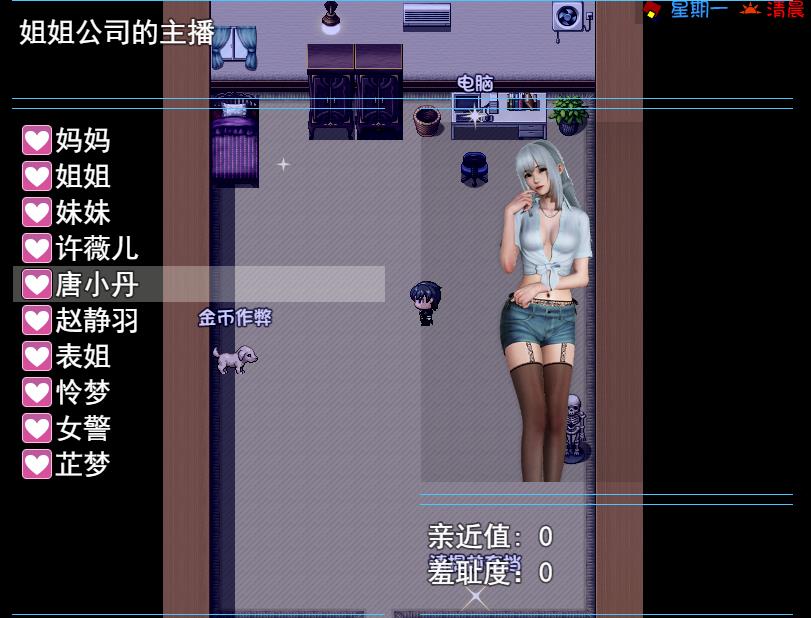 姐姐公司的主播
星期一 清晨
电脑
妈妈
姐姐
妹妹
许薇儿
唐小丹
赵静羽
金币作弊
表姐
怜梦
女警
芷梦
亲近值: 0
羞耻度: 0